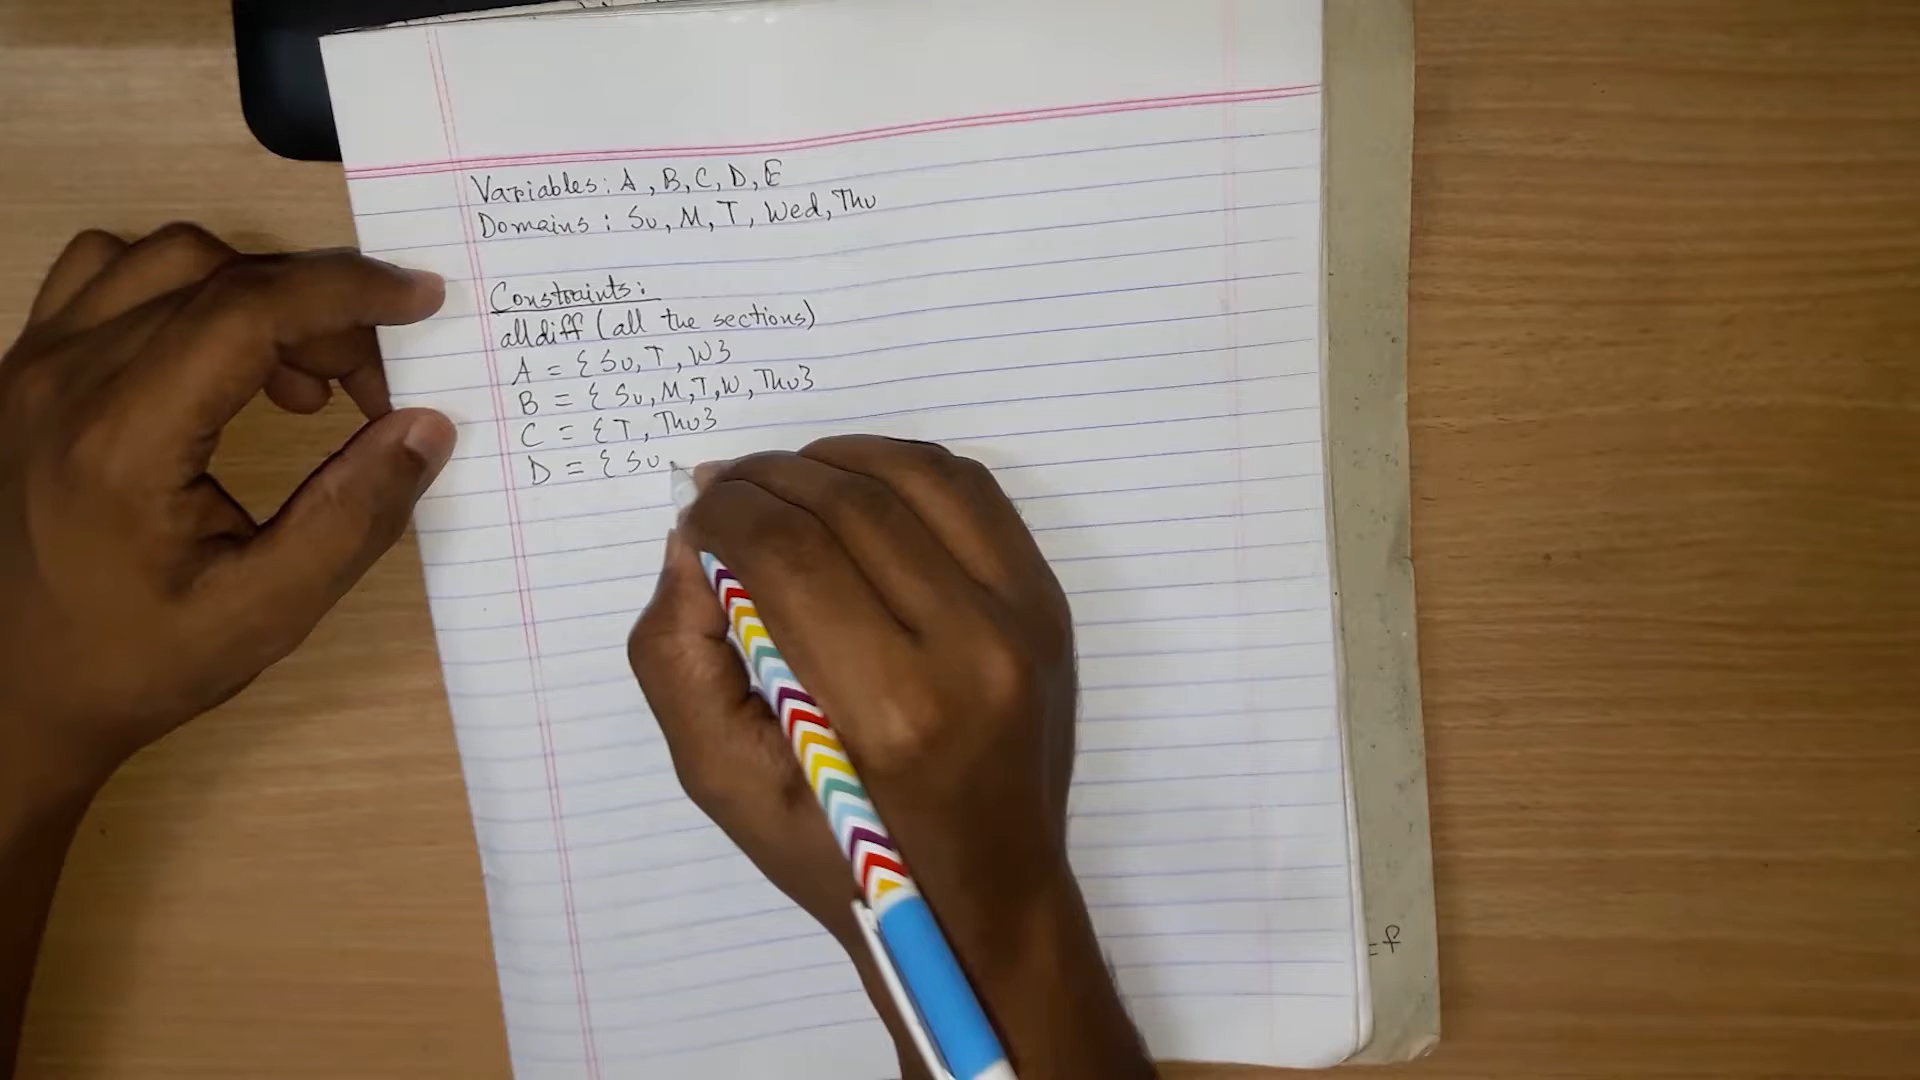 Variables: A, B, C, D, E
Domains: Su, M, T, Wed, Thu
Constraints:
alldiff (all the sections)
A = {Su, T, W}
B = {Su, M, T, W, Thu}
C = {T, Thu}
D = {Su
=f